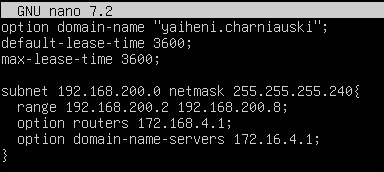 GNU nano 7.2
option domain-name "yaiheni.charniauski";
default-lease-time 3600;
max-lease-time 3600;
subnet 192.168.200.0 netmask 255.255.255.240{
range 192.168.200.2 192.168.200.8;
option routers 172.168.4.1;
option domain-name-servers 172.16.4.1;
}